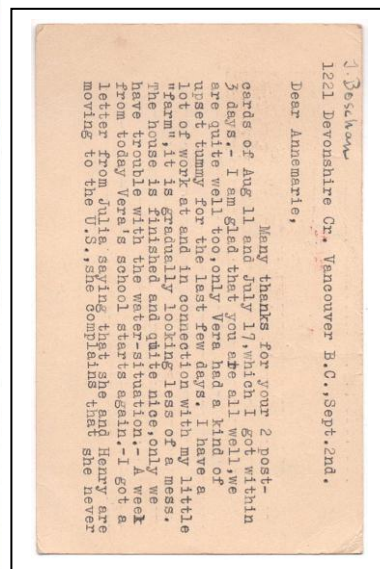 J. Boschan
1221 Devonshire Cr. Vancouver B.C.,Sept.2nd.
Dear Annemarie,
Many thanks for your 2 post-
cards of Aug 11 and July 17.which I got within
3 days.- I am glad that you are all well,we
are quite well too,only Vera had a kind of
upset tummy for the last few days. I have a
lot of work at and in connection with my little
"farm",it is gradually looking less of a mess.
The house is finished and quite nice,only we
have trouble with the water-situation.- A week
from today Vera's school starts again.-I got a
letter from Julia saying that she and Henry are
moving to the U.S.,she complains that she never